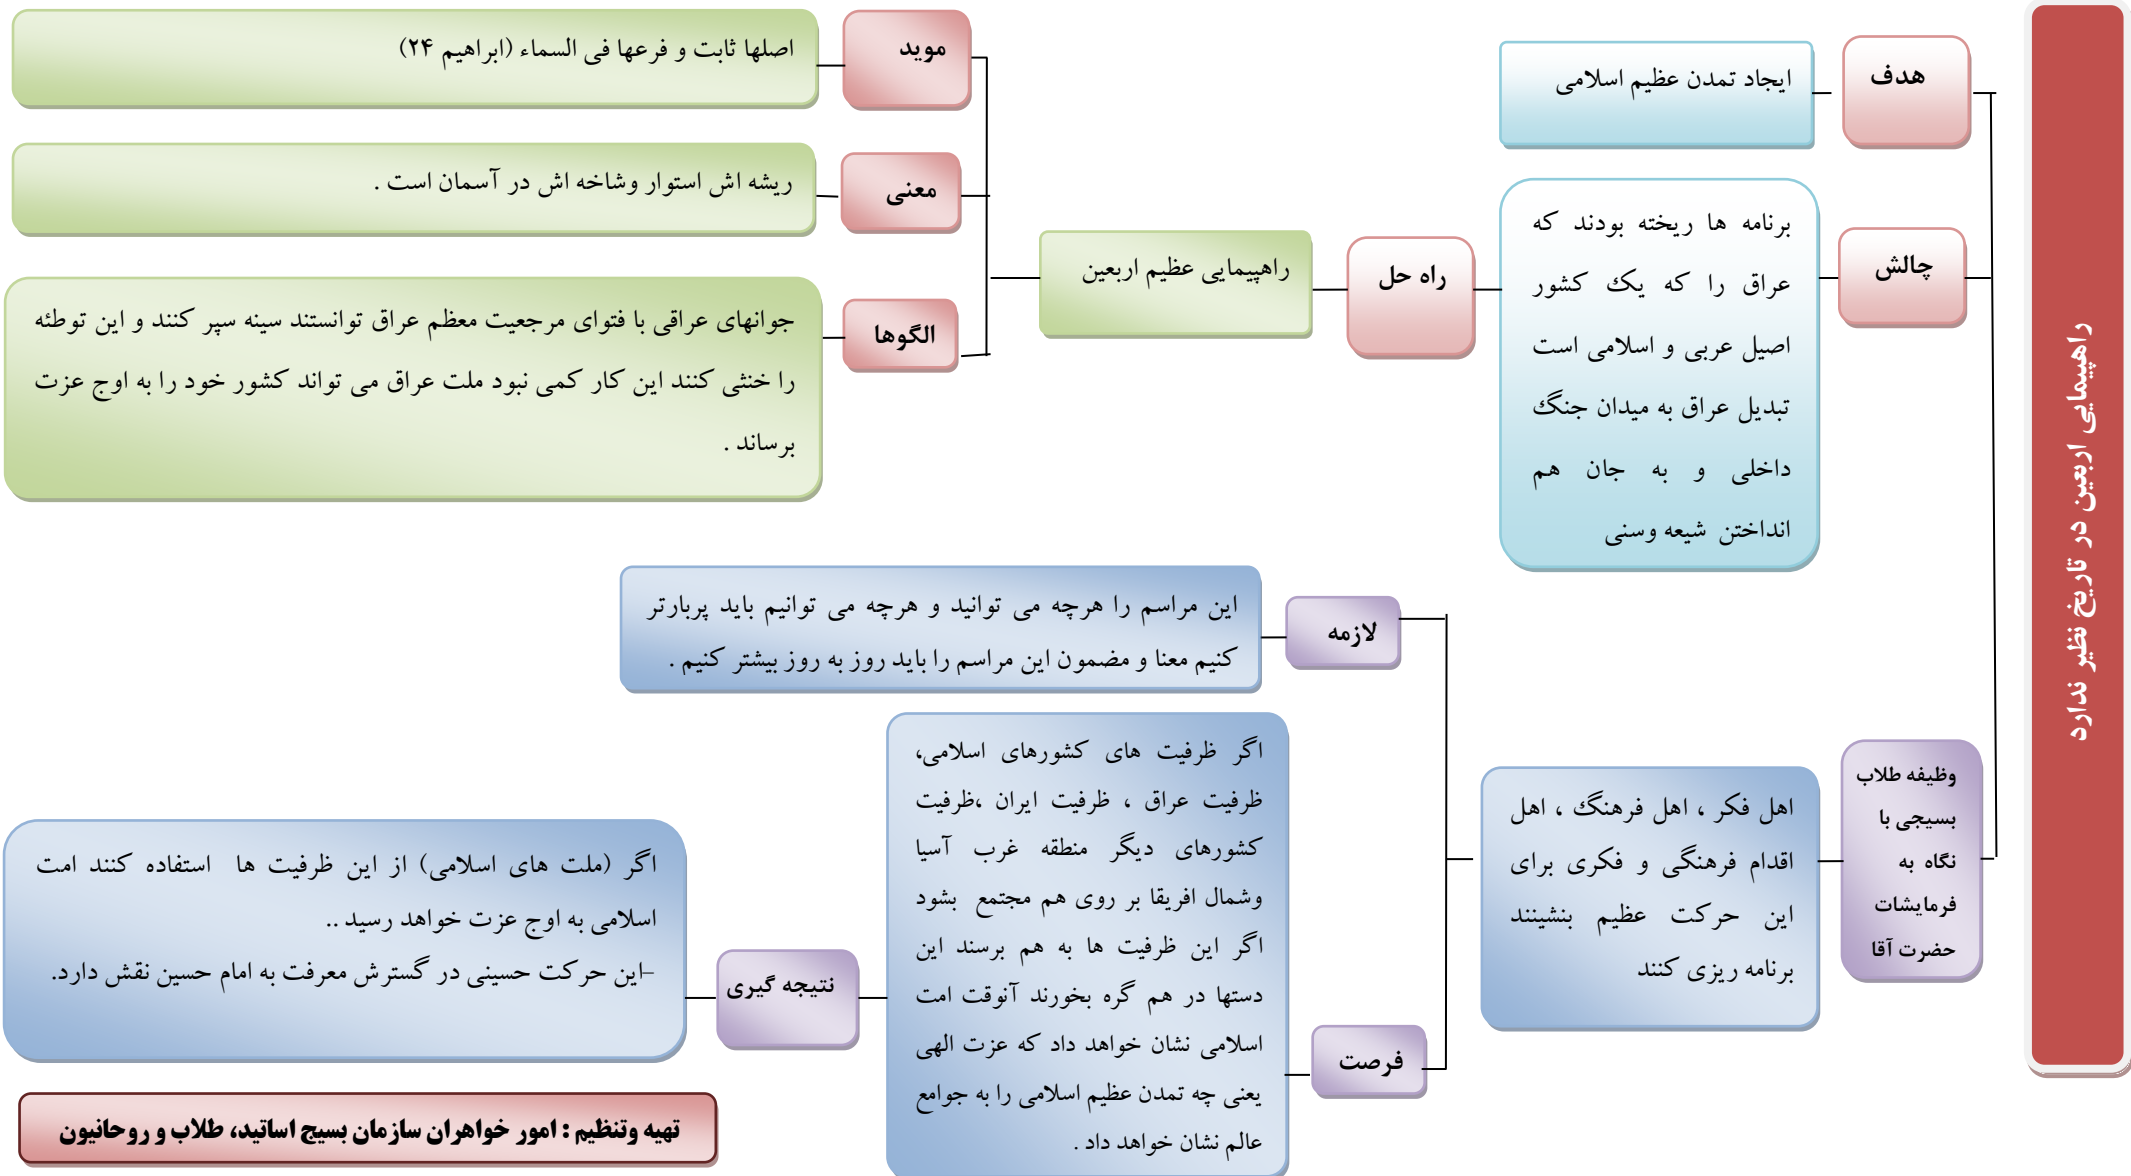 راهپیمایی اربعین در تاریخ نظیر ندارد
هدف
ایجاد تمدن عظیم اسلامی
چالش
برنامه ها ریخته بودند که
عراق را که یک کشور
اصیل عربی و اسلامی است
تبدیل عراق به میدان جنگ
داخلی و به جان هم
انداختن شیعه وسنی
راه حل
راهپیمایی عظیم اربعین
موید
اصلها ثابت و فرعها فی السماء (ابراهیم ۲۴)
معنی
ریشه اش استوار وشاخه اش در آسمان است .
الگوها
جوانهای عراقی با فتوای مرجعیت معظم عراق توانستند سینه سپر کنند و این توطئه
را خنثی کنند این کار کمی نبود ملت عراق می تواند کشور خود را به اوج عزت
برساند .
وظیفه طلاب
بسیجی با
نگاه به
فرمایشات
حضرت آقا
اهل فکر ، اهل فرهنگ ، اهل
اقدام فرهنگی و فکری برای
این حرکت عظیم بنشینند
برنامه ریزی کنند
لازمه
این مراسم را هرچه می توانید و هرچه می توانیم باید پربارتر
کنیم معنا و مضمون این مراسم را باید روز به روز بیشتر کنیم .
فرصت
اگر ظرفیت های کشورهای اسلامی،
ظرفیت عراق ، ظرفیت ایران ،ظرفیت
کشورهای دیگر منطقه غرب آسیا
وشمال افریقا بر روی هم مجتمع بشود
اگر این ظرفیت ها به هم برسند این
دستها در هم گره بخورند آنوقت امت
اسلامی نشان خواهد داد که عزت الهی
یعنی چه تمدن عظیم اسلامی را به جوامع
عالم نشان خواهد داد .
نتیجه گیری
اگر (ملت های اسلامی) از این ظرفیت ها استفاده کنند امت
اسلامی به اوج عزت خواهد رسید ..
-این حرکت حسینی در گسترش معرفت به امام حسین نقش دارد.
تهیه وتنظیم : امور خواهران سازمان بسیج اساتید، طلاب و روحانیون